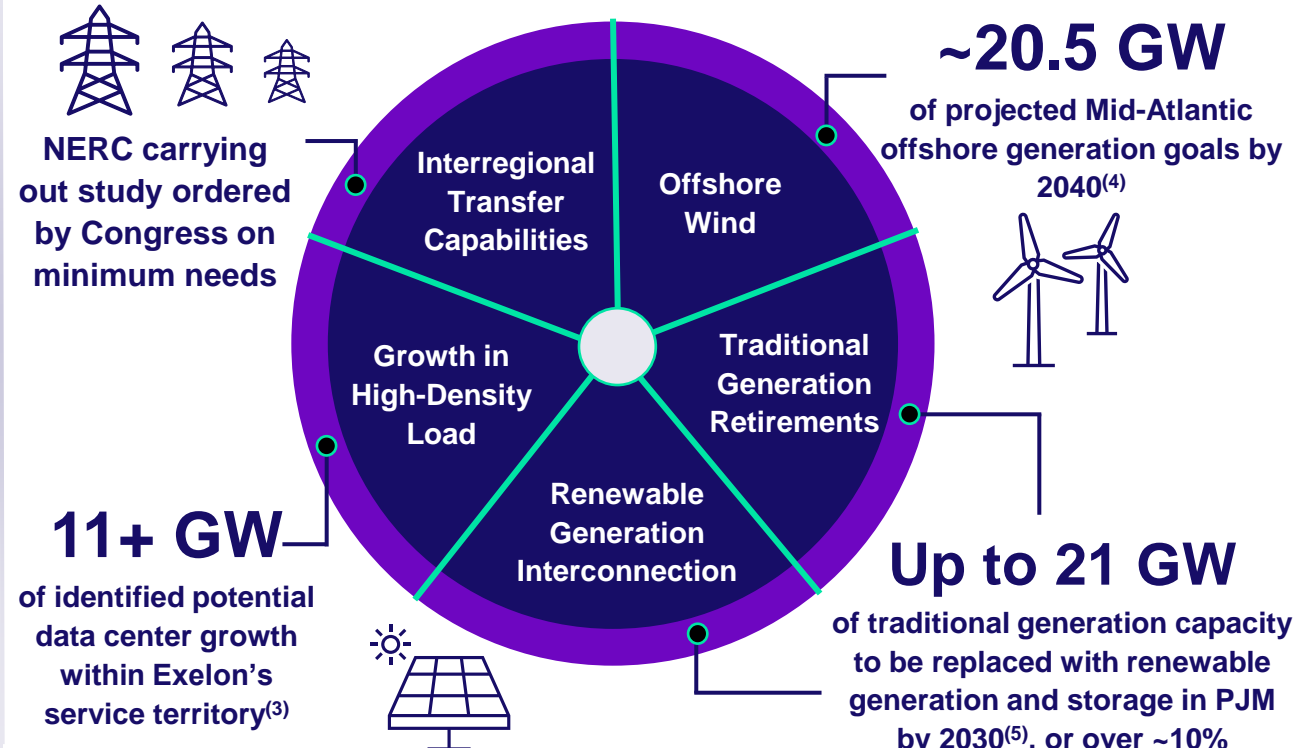 NERC carrying
out study ordered
by Congress on
minimum needs
Interregional
Transfer
Capabilities
Offshore
Wind
~20.5 GW
of projected Mid-Atlantic
offshore generation goals by
2040(4)
Growth in
High-Density
Load
Traditional
Generation
Retirements
Renewable
Generation
Interconnection
11+ GW
of identified potential
data center growth
within Exelon's
service territory(3)
Up to 21 GW
of traditional generation capacity
to be replaced with renewable
generation and storage in PJM
by 2030(5), or over ~10%